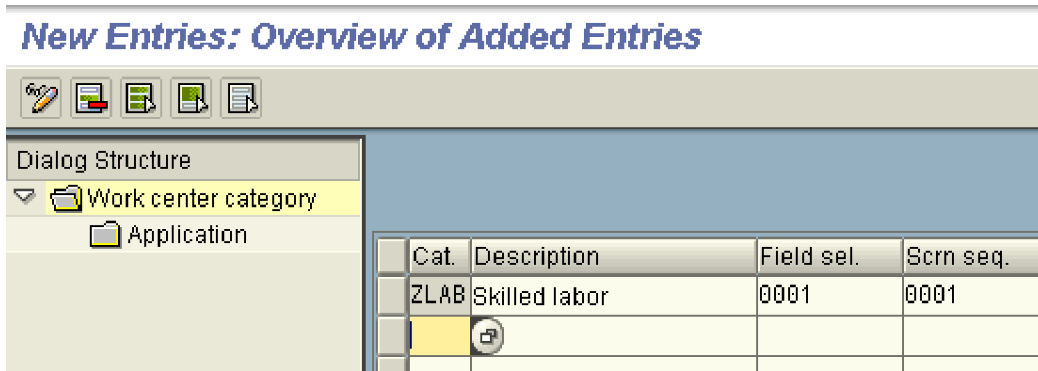 New Entries: Overview of Added Entries
Dialog Structure
Work center category
Application
Cat. Description Field sel. Scrn seq.
ZLAB Skilled labor 0001 0001